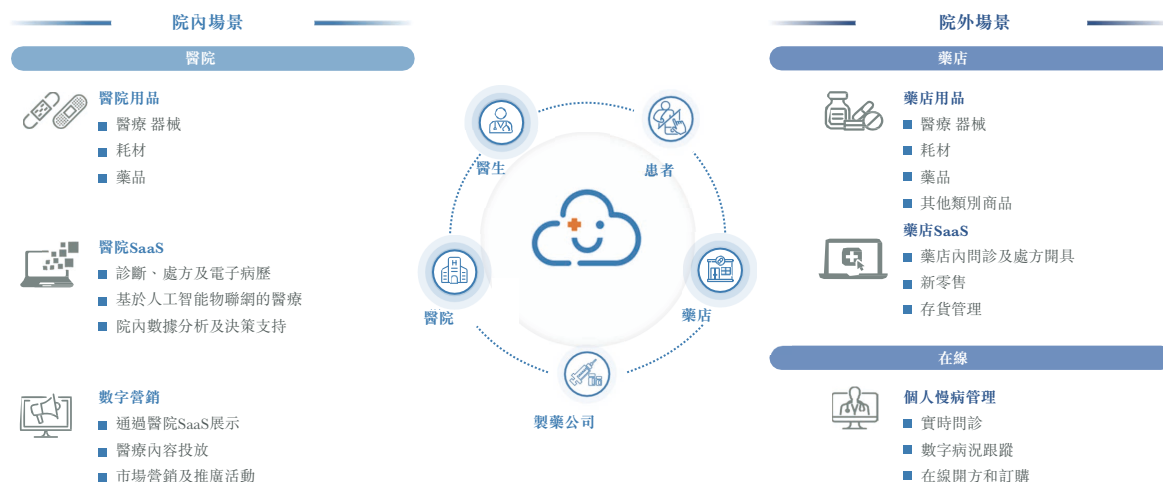 院內場景
醫院
醫院用品
醫療 器械
耗材
藥品
醫院SaaS
診斷、處方及電子病歷
基於人工智能物聯網的醫療
院內數據分析及決策支持
數字營銷
通過醫院SaaS展示
醫療內容投放
市場營銷及推廣活動
醫生
患者
醫院
藥店
製藥公司
院外場景
藥店
藥店用品
醫療 器械
耗材
藥品
其他類別商品
藥店SaaS
藥店內問診及處方開具
新零售
存貨管理
在線
個人慢病管理
實時問診
數字病況跟蹤
在線開方和訂購